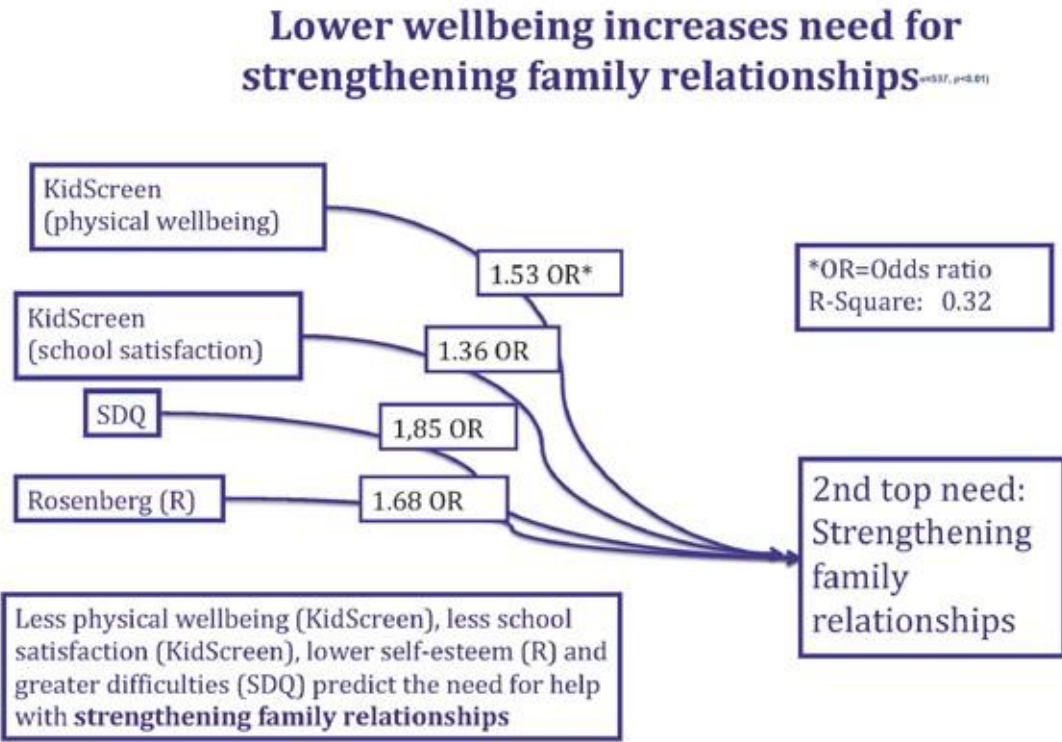 Lower wellbeing increases need for
strengthening family relationships n=537, p<0.01)
KidScreen
(physical wellbeing)
1.53 OR*
*OR=Odds ratio
R-Square: 0.32
KidScreen
(school satisfaction)
1.36 OR
SDQ
1,85 OR
Rosenberg (R)
1.68 OR
2nd top need:
Strengthening
family
relationships
Less physical wellbeing (KidScreen), less school
satisfaction (KidScreen), lower self-esteem (R) and
greater difficulties (SDQ) predict the need for help
with strengthening family relationships